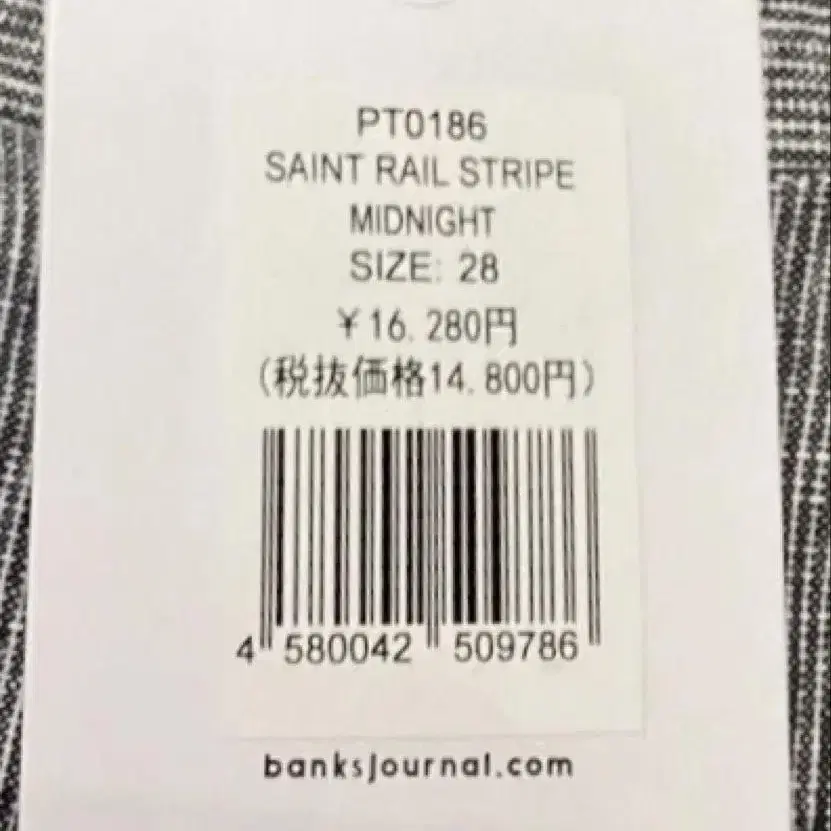 PT0186
SAINT RAIL STRIPE
MIDNIGHT
SIZE: 28
¥16.280円
(税抜価格14.800円)
4 580042 509786
banksjournal.com